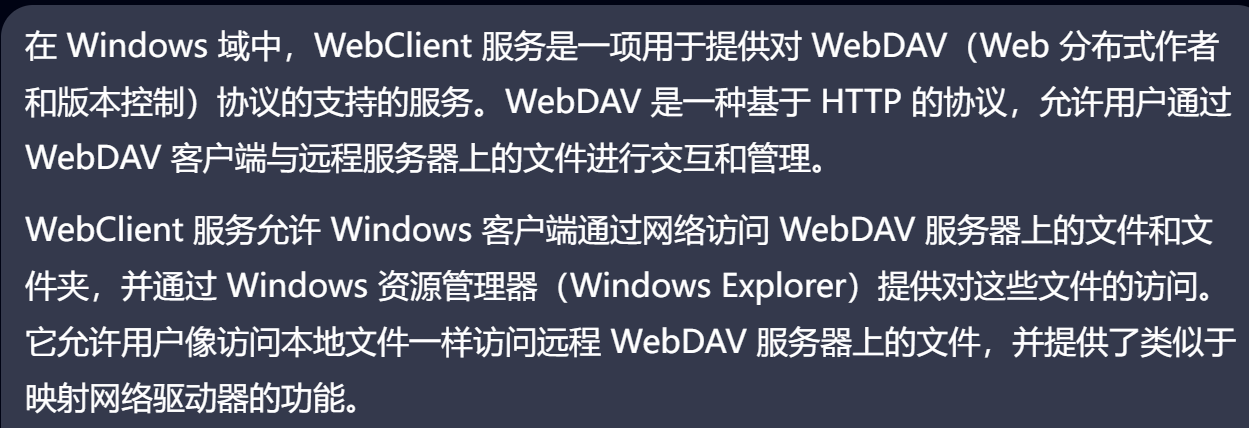 在 Windows 域中，WebClient 服务是一项用于提供对 WebDAV（Web 分布式作者
和版本控制）协议的支持的服务。WebDAV 是一种基于 HTTP 的协议，允许用户通过
WebDAV 客户端与远程服务器上的文件进行交互和管理。
WebClient 服务允许 Windows 客户端通过网络访问 WebDAV 服务器上的文件和文
件夹，并通过 Windows 资源管理器（Windows Explorer）提供对这些文件的访问。
它允许用户像访问本地文件一样访问远程 WebDAV 服务器上的文件，并提供了类似于
映射网络驱动器的功能。